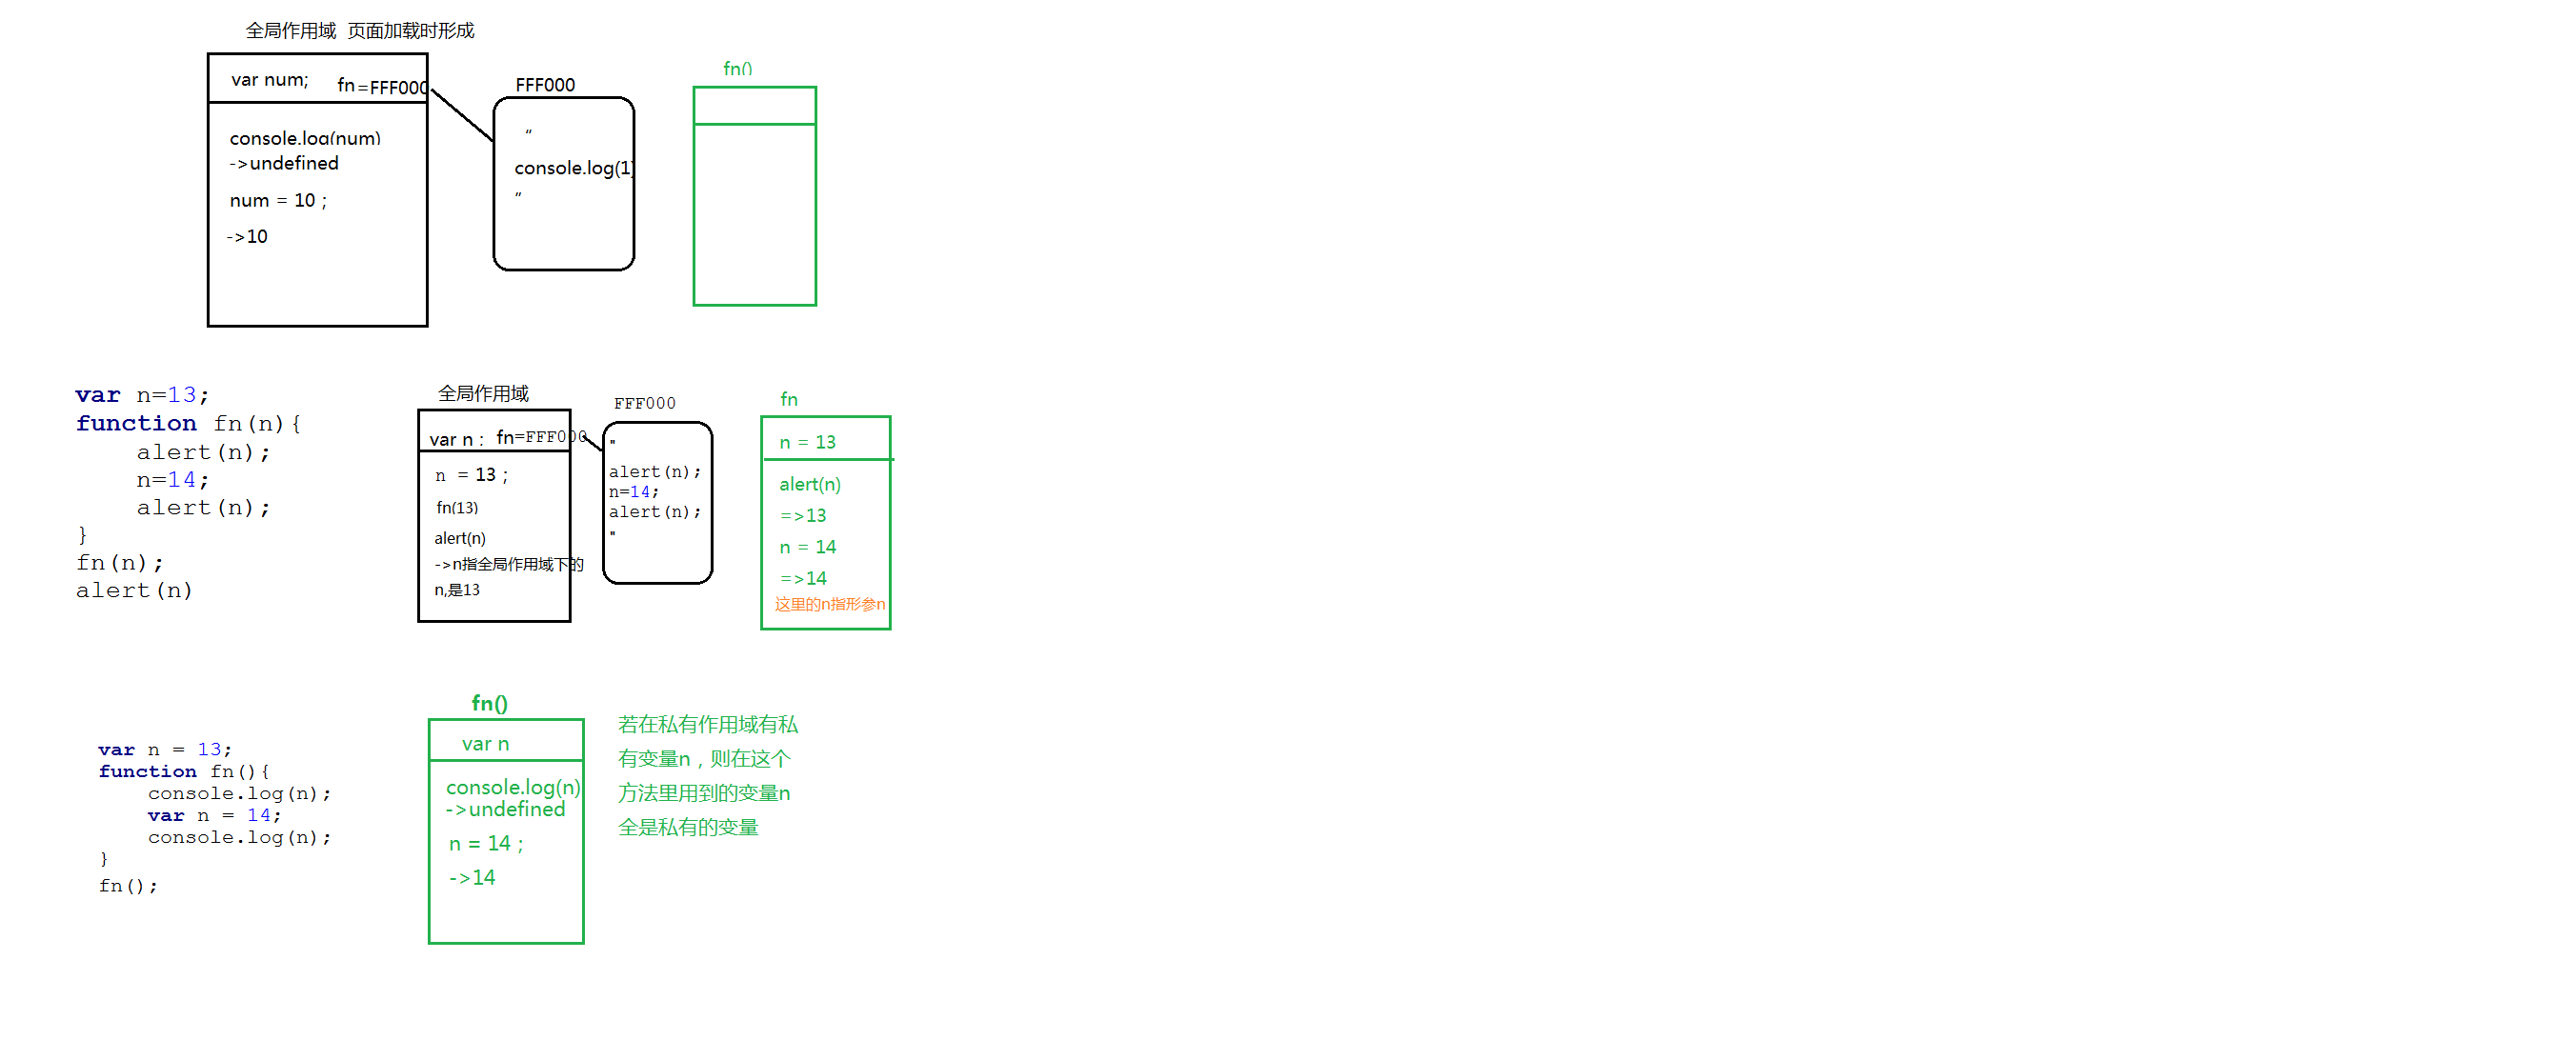 全局作用域 页面加载时形成
var num; fn=FFF000
console.log(num)
->undefined
num = 10 ;
->10
FFF000
“
console.log(1)
”
fn()
var n=13;
function fn(n){
    alert(n);
    n=14;
    alert(n);
}
fn(n);
alert(n)
全局作用域
var n ; fn=FFF000
n = 13 ;
fn(13)
alert(n)
->n指全局作用域下的
n,是13
FFF000
"
alert(n);
n=14;
alert(n);
"
fn
n = 13
alert(n)
=>13
n = 14
=>14
这里的n指形参n
var n = 13;
function fn(){
    console.log(n);
    var n = 14;
    console.log(n);
}
fn();
fn()
var n
console.log(n)
->undefined
n = 14 ;
->14
若在私有作用域有私
有变量n，则在这个
方法里用到的变量n
全是私有的变量